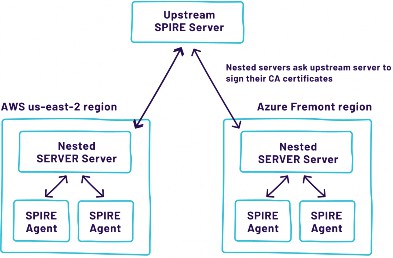 Upstream
SPIRE Server
Nested servers ask upstream server to
sign their CA certificates
AWS us-east-2 region
Azure Fremont region
Nested
SERVER Server
Nested
SERVER Server
SPIRE
Agent
SPIRE
Agent
SPIRE
Agent
SPIRE
Agent